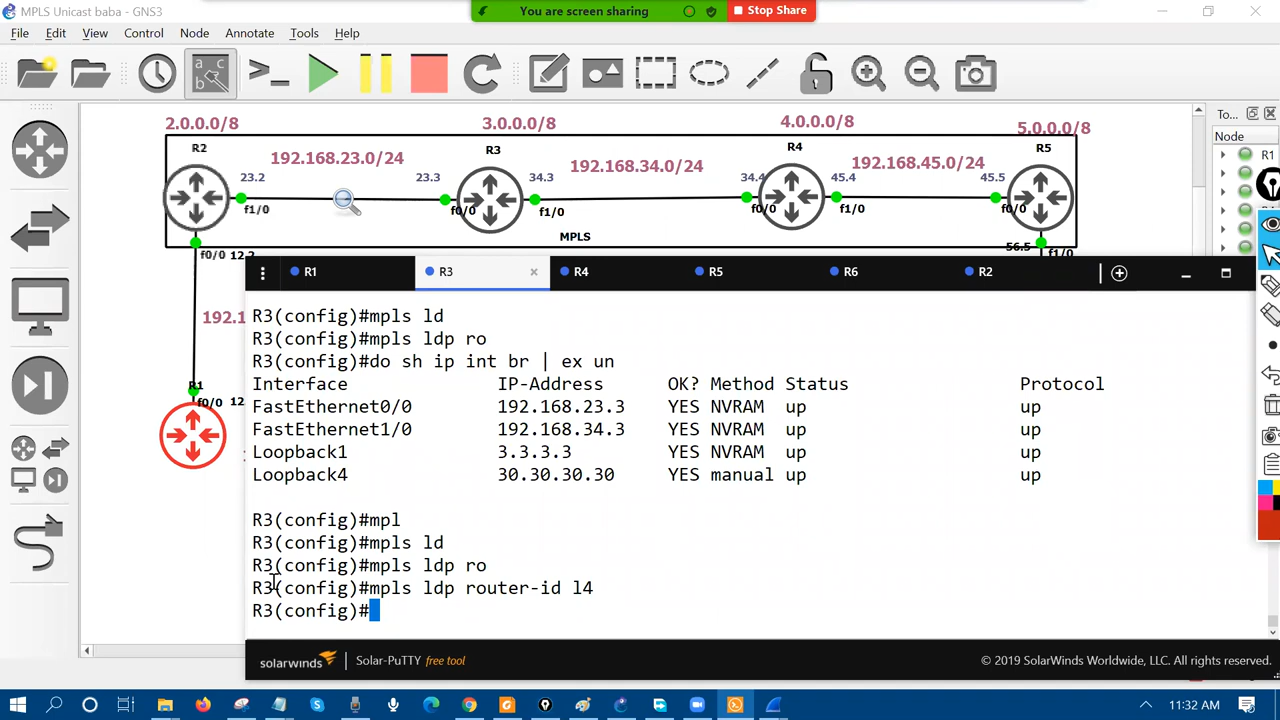 MPLS Unicast baba - GNS3
You are screen sharing
Stop Share
File Edit View Control Node Annotate Tools Help
2.0.0.0/8
3.0.0.0/8
4.0.0.0/8
5.0.0.0/8
R2
R3
R4
R5
192.168.23.0/24
192.168.34.0/24
192.168.45.0/24
23.2
23.3
34.3
34.4
45.4
45.5
f1/0
f0/0
f1/0
f0/0
f1/0
f0/0
MPLS
f0/0 12.2
56.5
f1/0
To...
Node
R1
192.1
R1
f0/0 12
R1
R3
R4
R5
R6
R2
R3(config)#mpls ld
R3(config)#mpls ldp ro
R3(config)#do sh ip int br | ex un
Interface IP-Address OK? Method Status Protocol
FastEthernet0/0 192.168.23.3 YES NVRAM up up
FastEthernet1/0 192.168.34.3 YES NVRAM up up
Loopback1 3.3.3.3 YES NVRAM up up
Loopback4 30.30.30.30 YES manual up up
R3(config)#mpl
R3(config)#mpls ld
R3(config)#mpls ldp ro
R3(config)#mpls ldp router-id l4
R3(config)#
solarwinds Solar-PuTTY free tool
© 2019 SolarWinds Worldwide, LLC. All rights reserved.
11:32 AM